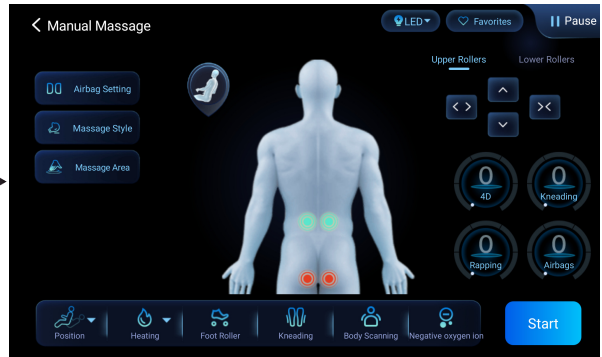 Manual Massage
LED
Favorites
Pause
Upper Rollers
Lower Rollers
Airbag Setting
Massage Style
Massage Area
0
4D
0
Kneading
0
Rapping
0
Airbags
Position
Heating
Foot Roller
Kneading
Body Scanning
Negative oxygen ion
Start